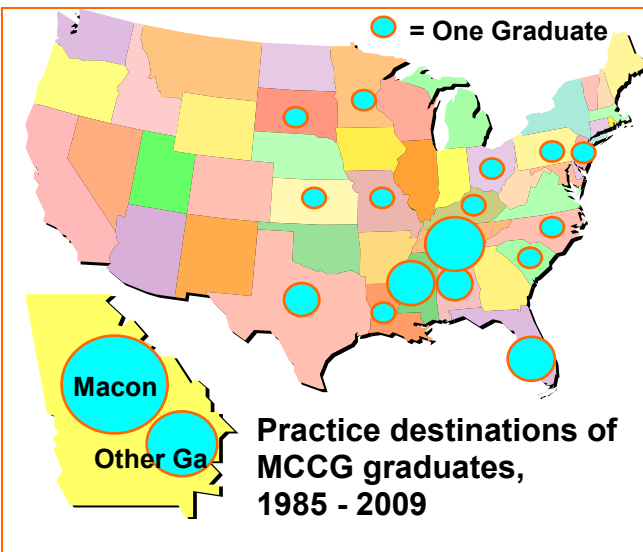 = One Graduate
Macon
Other Ga
Practice destinations of
MCCG graduates,
1985 - 2009